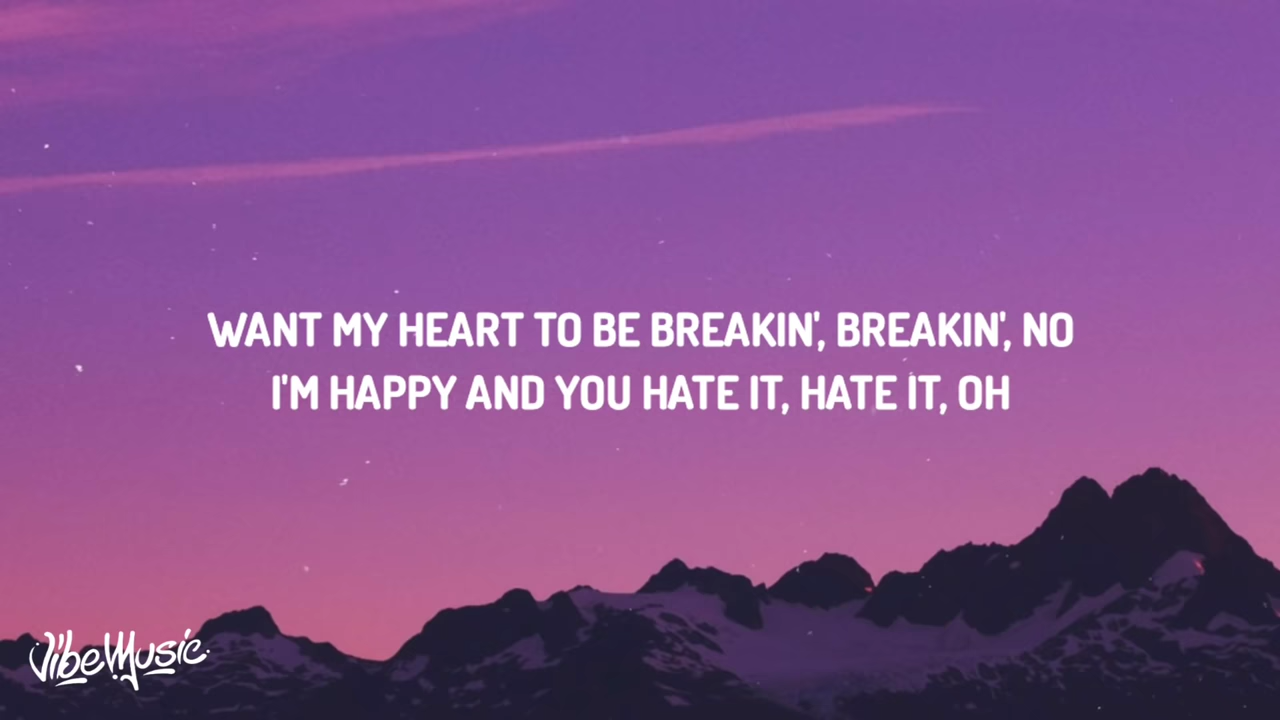 WANT MY HEART TO BE BREAKIN', BREAKIN', NO
I'M HAPPY AND YOU HATE IT, HATE IT, OH
VibeMusic